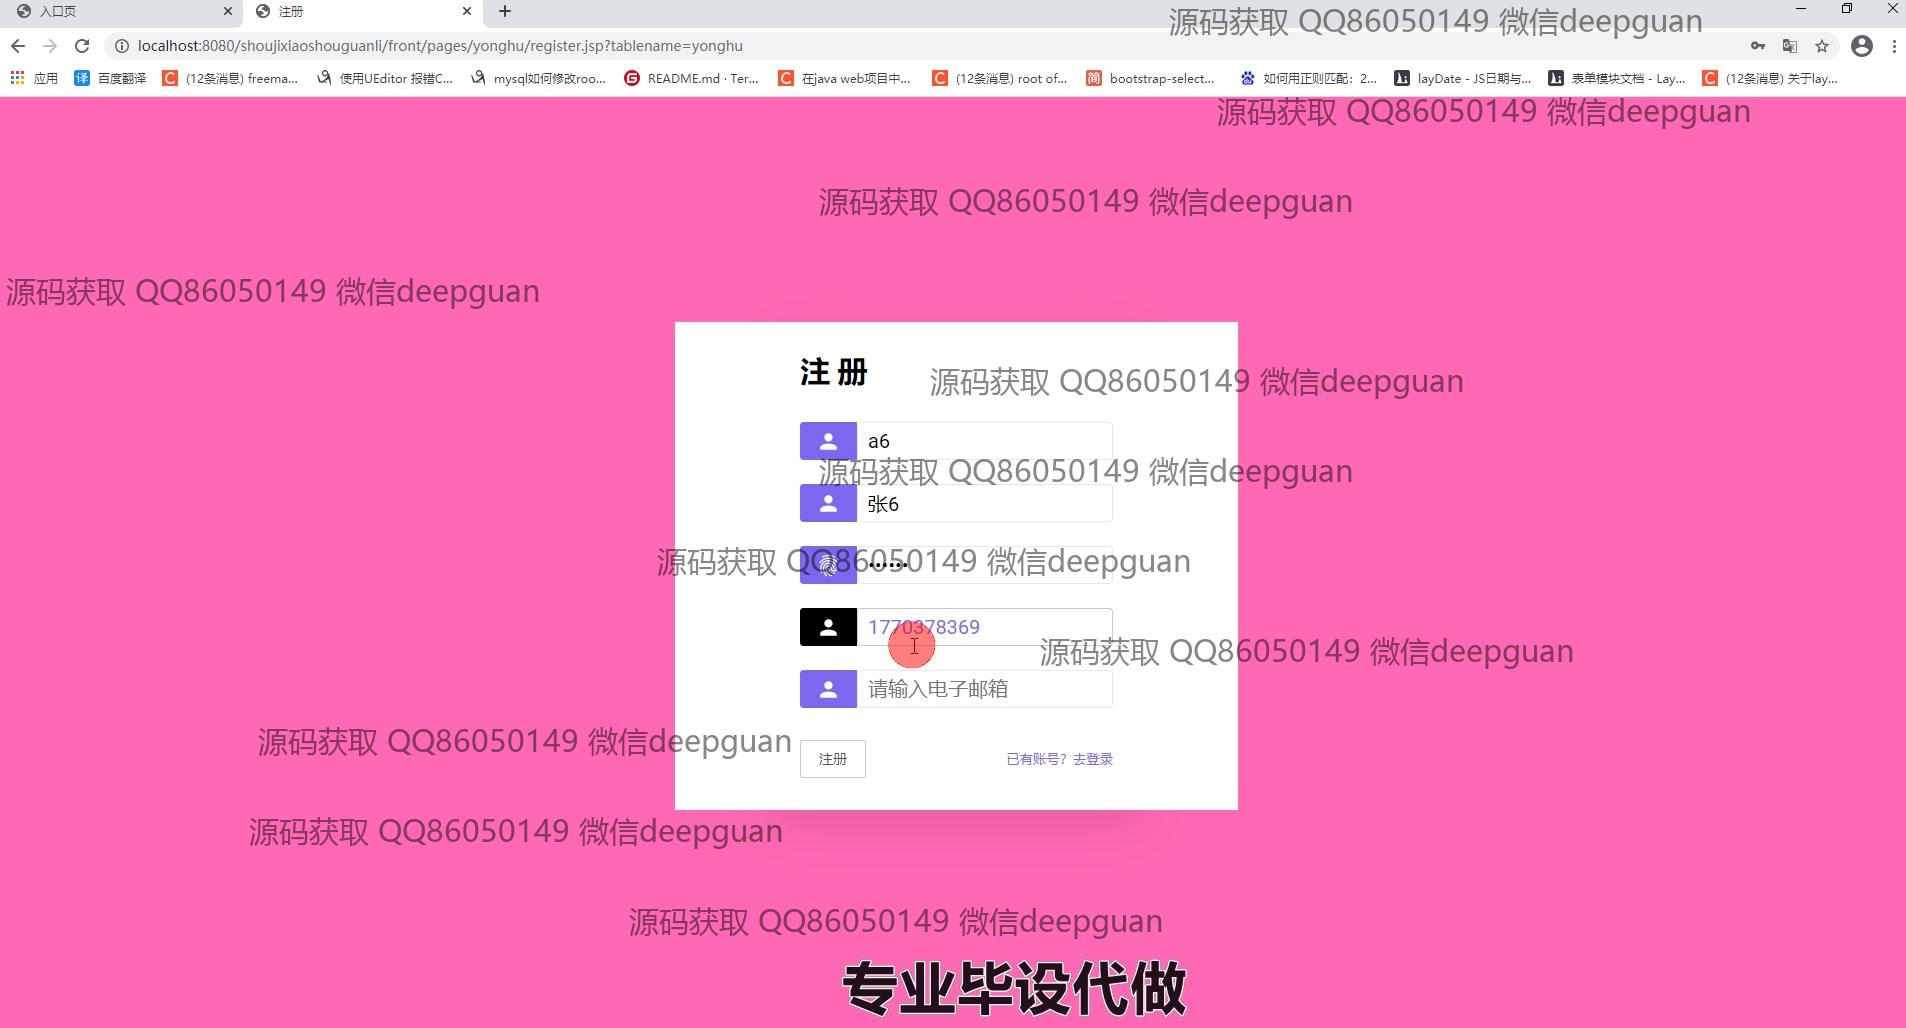 入口页
注册
源码获取 QQ86050149 微信deepguan
localhost:8080/shoujixiaoshouguanli/front/pages/yonghu/register.jsp?tablename=yonghu
应用
百度翻译
(12条消息) freema...
使用UEditor 报错C...
mysql如何修改roo...
README.md · Ter...
在java web项目中...
(12条消息) root of...
bootstrap-select...
如何用正则匹配：2...
layDate - JS日期与...
表单模块文档 - Lay...
(12条消息) 关于lay...
源码获取 QQ86050149 微信deepguan
源码获取 QQ86050149 微信deepguan
源码获取 QQ86050149 微信deepguan
注 册
源码获取 QQ86050149 微信deepguan
a6
源码获取 QQ86050149 微信deepguan
张6
源码获取 QQ86050149 微信deepguan
1770378369
源码获取 QQ86050149 微信deepguan
请输入电子邮箱
源码获取 QQ86050149 微信deepguan
注册
已有账号？去登录
源码获取 QQ86050149 微信deepguan
源码获取 QQ86050149 微信deepguan
专业毕设代做